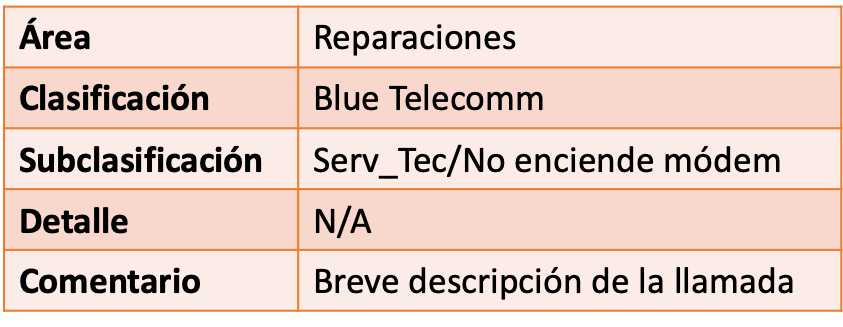 Área Reparaciones
Clasificación Blue Telecomm
Subclasificación Serv_Tec/No enciende módem
Detalle N/A
Comentario Breve descripción de la llamada